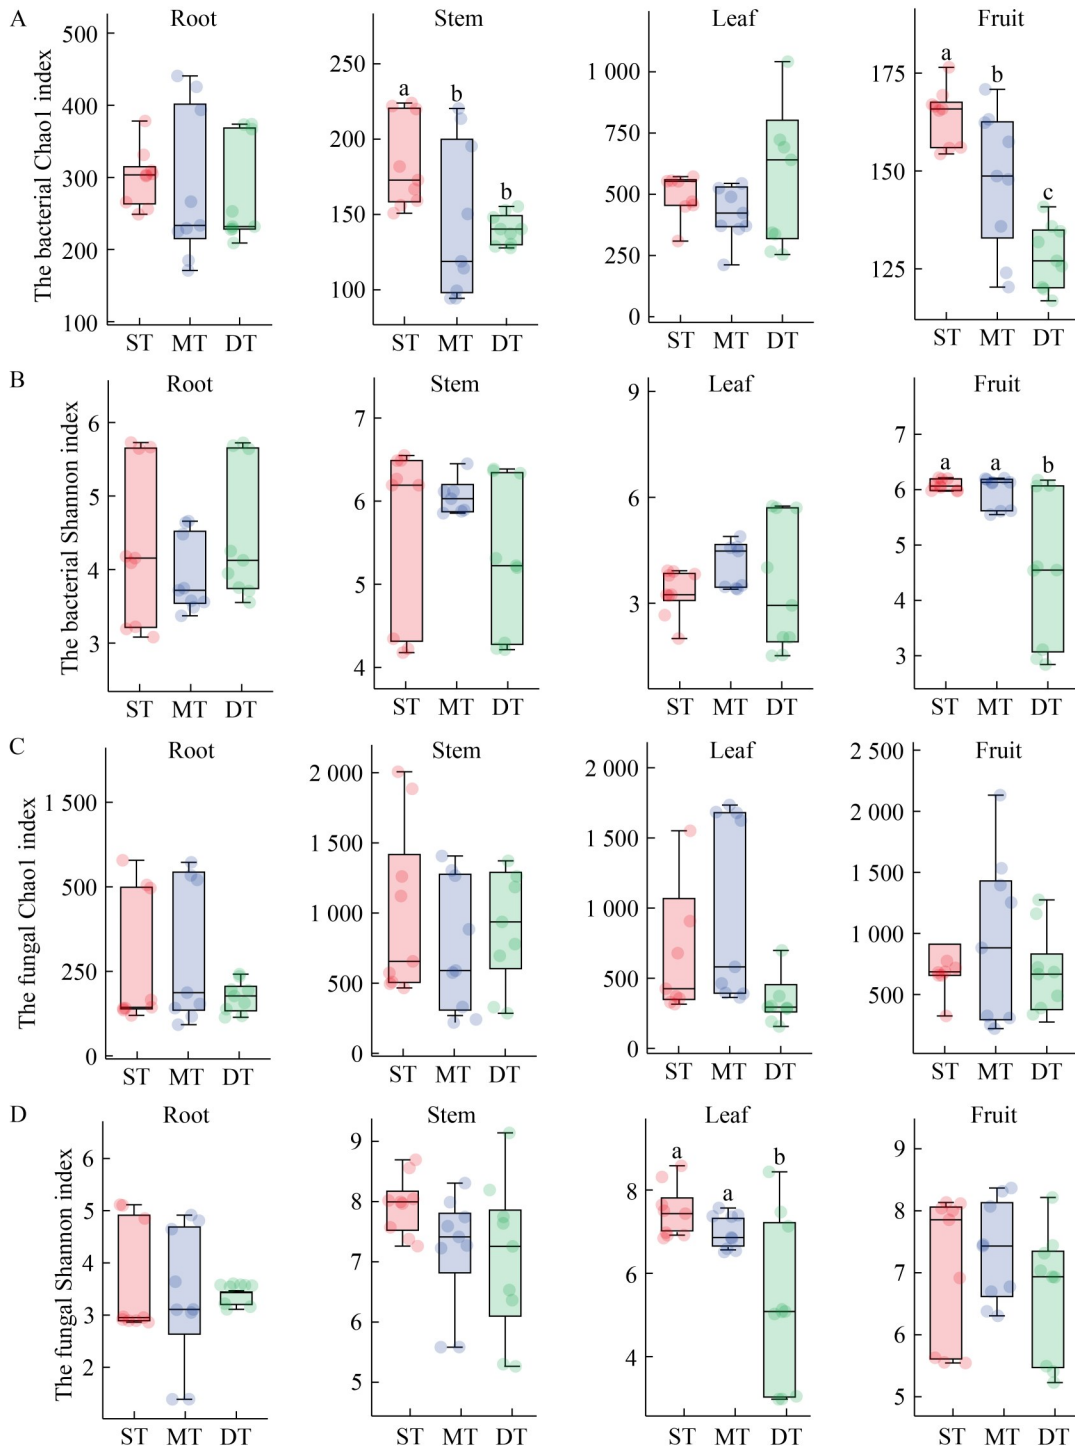 A
Root
Stem
Leaf
Fruit
The bacterial Chao1 index
500
400
300
200
100
ST MT DT
250
200
150
100
a b b
ST MT DT
1 000
750
500
250
0
ST MT DT
175
150
125
a b c
ST MT DT
B
Root
Stem
Leaf
Fruit
The bacterial Shannon index
6
5
4
3
ST MT DT
7
6
5
4
ST MT DT
9
6
3
ST MT DT
7
6
5
4
3
a a b
ST MT DT
C
Root
Stem
Leaf
Fruit
The fungal Chao1 index
1 500
500
250
0
ST MT DT
2 000
1 500
1 000
500
0
ST MT DT
2 000
1 500
1 000
500
0
ST MT DT
2 500
2 000
1 500
1 000
500
ST MT DT
D
Root
Stem
Leaf
Fruit
The fungal Shannon index
6
5
4
3
2
ST MT DT
9
8
7
6
5
ST MT DT
8
6
4
a a b
ST MT DT
9
8
7
6
5
ST MT DT